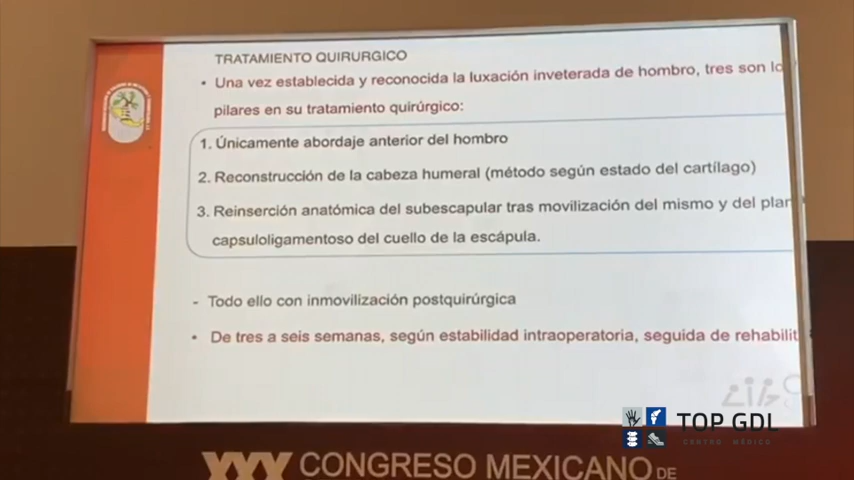 TRATAMIENTO QUIRURGICO
• Una vez establecida y reconocida la luxación inveterada de hombro, tres son lo
pilares en su tratamiento quirúrgico:
1. Únicamente abordaje anterior del hombro
2. Reconstrucción de la cabeza humeral (método según estado del cartílago)
3. Reinserción anatómica del subescapular tras movilización del mismo y del plan
capsuloligamentoso del cuello de la escápula.
- Todo ello con inmovilización postquirúrgica
• De tres a seis semanas, según estabilidad intraoperatoria, seguida de rehabilit
TOP GDL
CENTRO MÉDICO
XXX CONGRESO MEXICANO DE